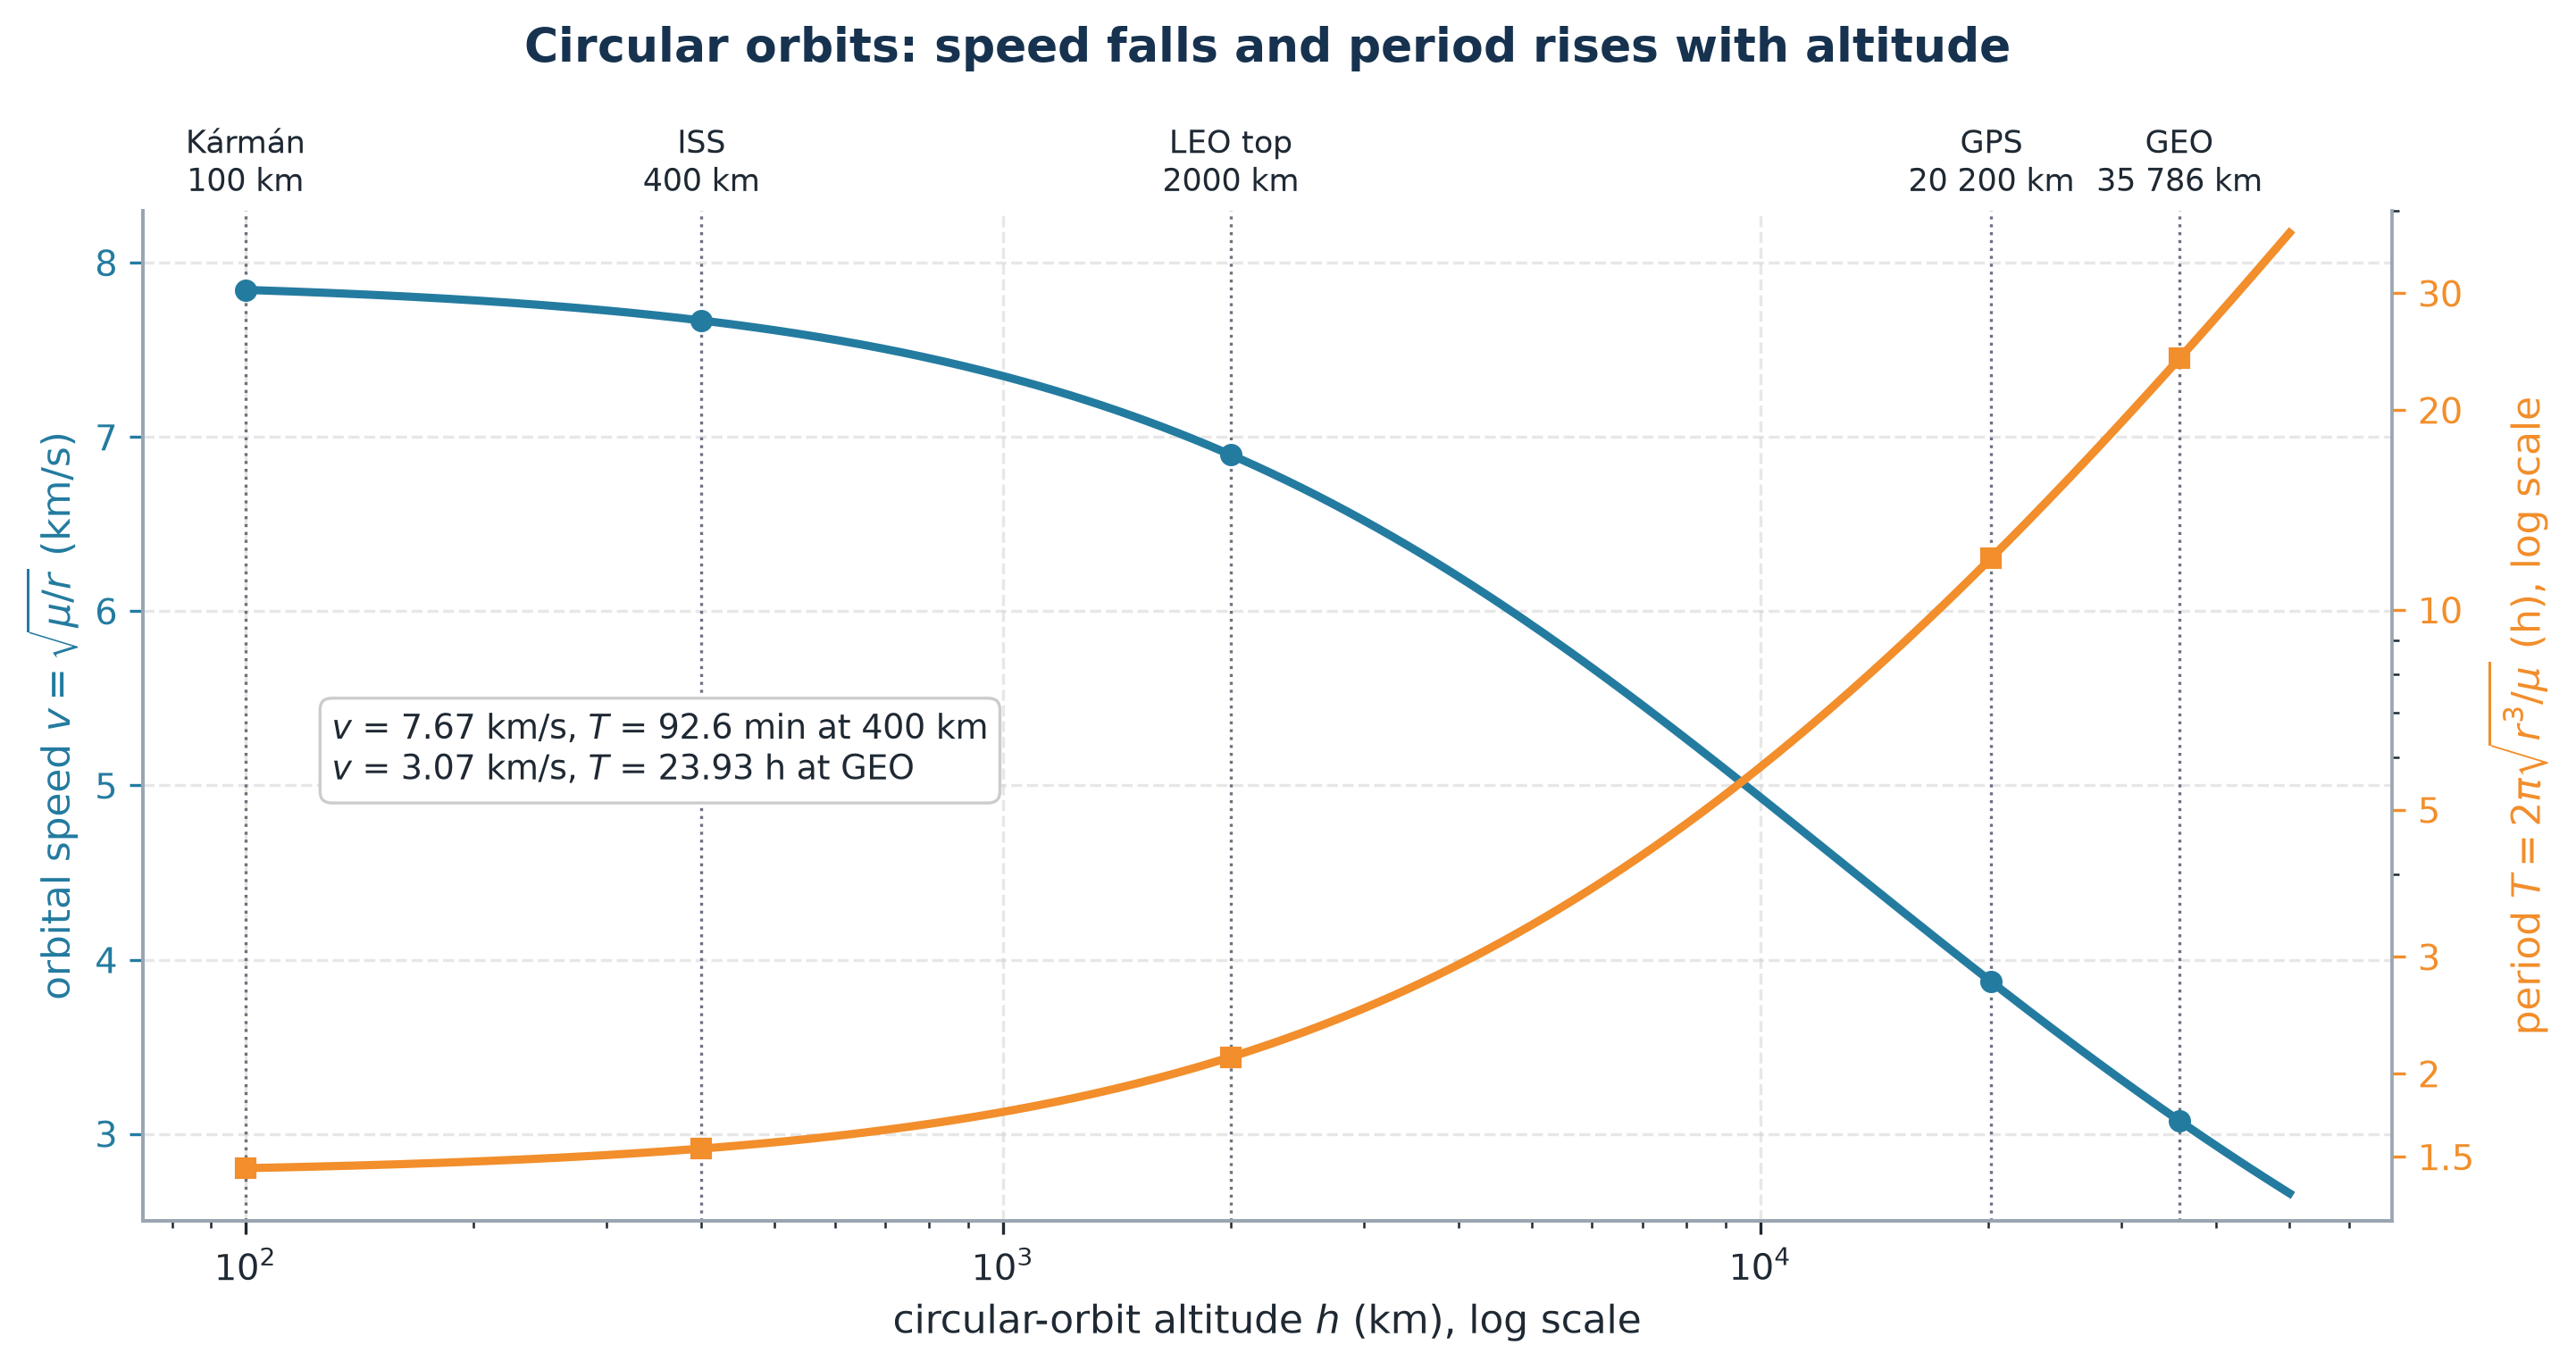 Circular orbits: speed falls and period rises with altitude
Kármán
100 km
ISS
400 km
LEO top
2000 km
GPS
20 200 km
GEO
35 786 km
orbital speed v = √μ/r (km/s)
8
7
6
5
4
3
v = 7.67 km/s, T = 92.6 min at 400 km
v = 3.07 km/s, T = 23.93 h at GEO
30
20
10
5
3
2
1.5
period T = 2π√r³/μ (h), log scale
10²
10³
10⁴
circular-orbit altitude h (km), log scale